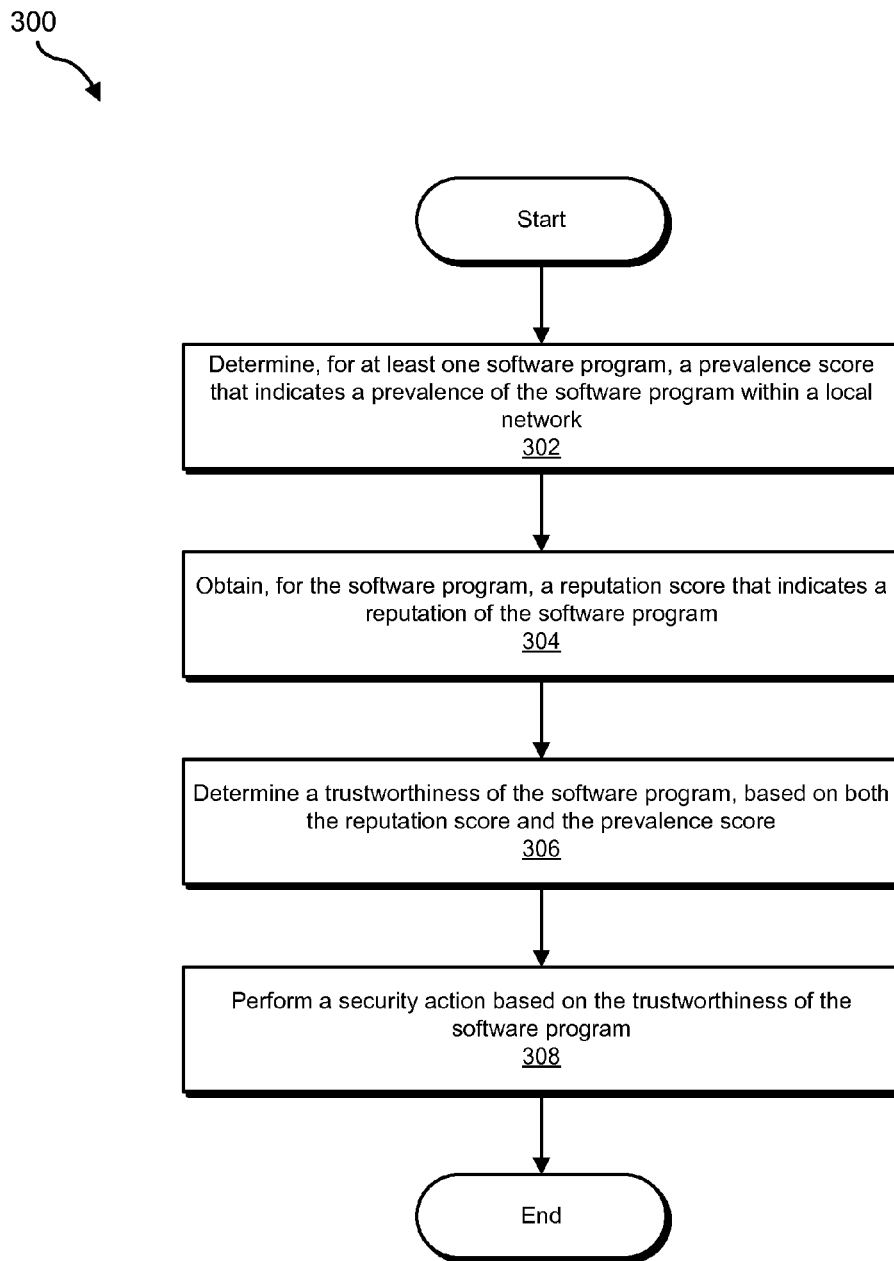 300
Start
Determine, for at least one software program, a prevalence score
that indicates a prevalence of the software program within a local
network
302
Obtain, for the software program, a reputation score that indicates a
reputation of the software program
304
Determine a trustworthiness of the software program, based on both
the reputation score and the prevalence score
306
Perform a security action based on the trustworthiness of the
software program
308
End